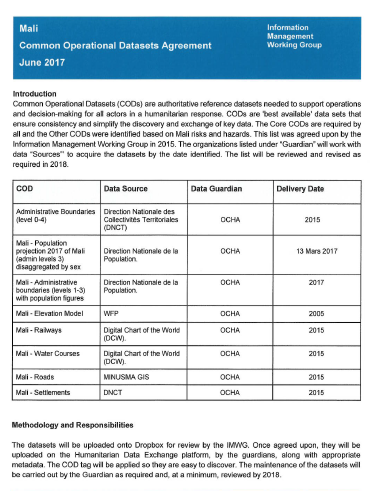 Mali
Common Operational Datasets Agreement
June 2017
Information
Management
Working Group
Introduction
Common Operational Datasets (CODs) are authoritative reference datasets needed to support operations
and decision-making for all actors in a humanitarian response. CODs are 'best available' data sets that
ensure consistency and simplify the discovery and exchange of key data. The Core CODs are required by
all and the Other CODs were identified based on Mali risks and hazards. This list was agreed upon by the
Information Management Working Group in 2015. The organizations listed under "Guardian" will work with
data "Sources"' to acquire the datasets by the date identified. The list will be reviewed and revised as
required in 2018.
COD Data Source Data Guardian Delivery Date
Administrative Boundaries
(level 0-4)
Direction Nationale des
Collectivités Territoriales
(DNCT)
OCHA
2015
Mali - Population
projection 2017 of Mali
(admin levels 3)
disaggregated by sex
Direction Nationale de la
Population.
OCHA
13 Mars 2017
Mali - Administrative
boundaries (levels 1-3)
with population figures
Direction Nationale de la
Population.
OCHA
2017
Mali - Elevation Model WFP OCHA 2005
Mali - Railways
Digital Chart of the World
(DCW).
OCHA
2015
Mali - Water Courses
Digital Chart of the World
(DCW).
OCHA
2015
Mali - Roads MINUSMA GIS OCHA 2015
Mali - Settlements DNCT OCHA 2015
Methodology and Responsibilities
The datasets will be uploaded onto Dropbox for review by the IMWG. Once agreed upon, they will be
uploaded on the Humanitarian Data Exchange platform, by the guardians, along with appropriate
metadata. The COD tag will be applied so they are easy to discover. The maintenance of the datasets will
be carried out by the Guardian as required and, at a minimum, reviewed by 2018.